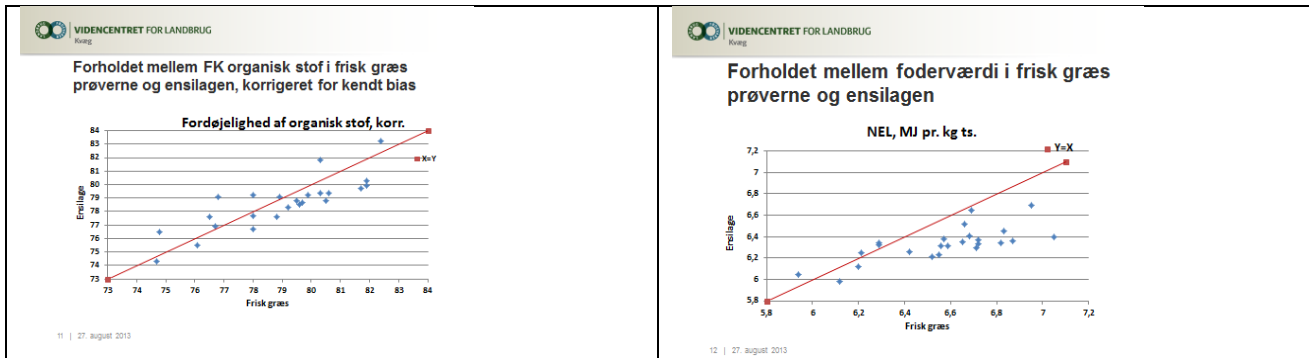 VIDENCENTRET FOR LANDBRUG
Kvæg
Forholdet mellem FK organisk stof i frisk græs
prøverne og ensilagen, korrigeret for kendt bias
Fordøjelighed af organisk stof, korr.
84
83
82
81
80
79
78
77
76
75
74
73
Ensilage
X=Y
73 74 75 76 77 78 79 80 81 82 83 84
Frisk græs
11 | 27. august 2013
VIDENCENTRET FOR LANDBRUG
Kvæg
Forholdet mellem foderværdi i frisk græs
prøverne og ensilagen
NEL, MJ pr. kg ts.
Y=X
7,2
7
6,8
6,6
6,4
6,2
6
5,8
Ensilage
5,8 6 6,2 6,4 6,6 6,8 7 7,2
Frisk græs
12 | 27. august 2013